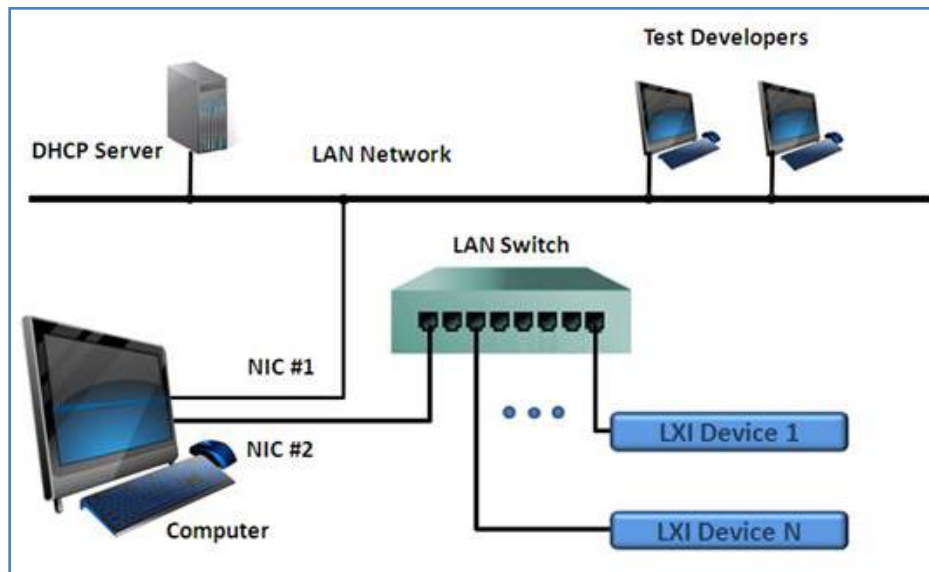 Test Developers
DHCP Server
LAN Network
LAN Switch
NIC #1
NIC #2
LXI Device 1
Computer
LXI Device N